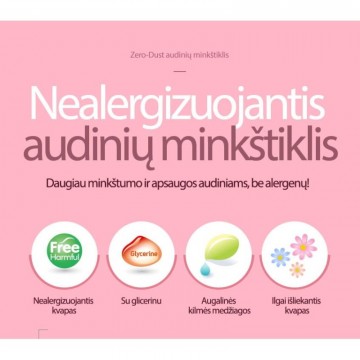 Zero-Dust audinių minkštiklis
Nealergizuojantis
audinių minkštiklis
Daugiau minkštumo ir apsaugos audiniams, be alergenų!
Free
Harmful
Glycerine
Nealergizuojantis
kvapas
Su glicerinu
Augalinės
kilmės medžiagos
Ilgai išliekantis
kvapas